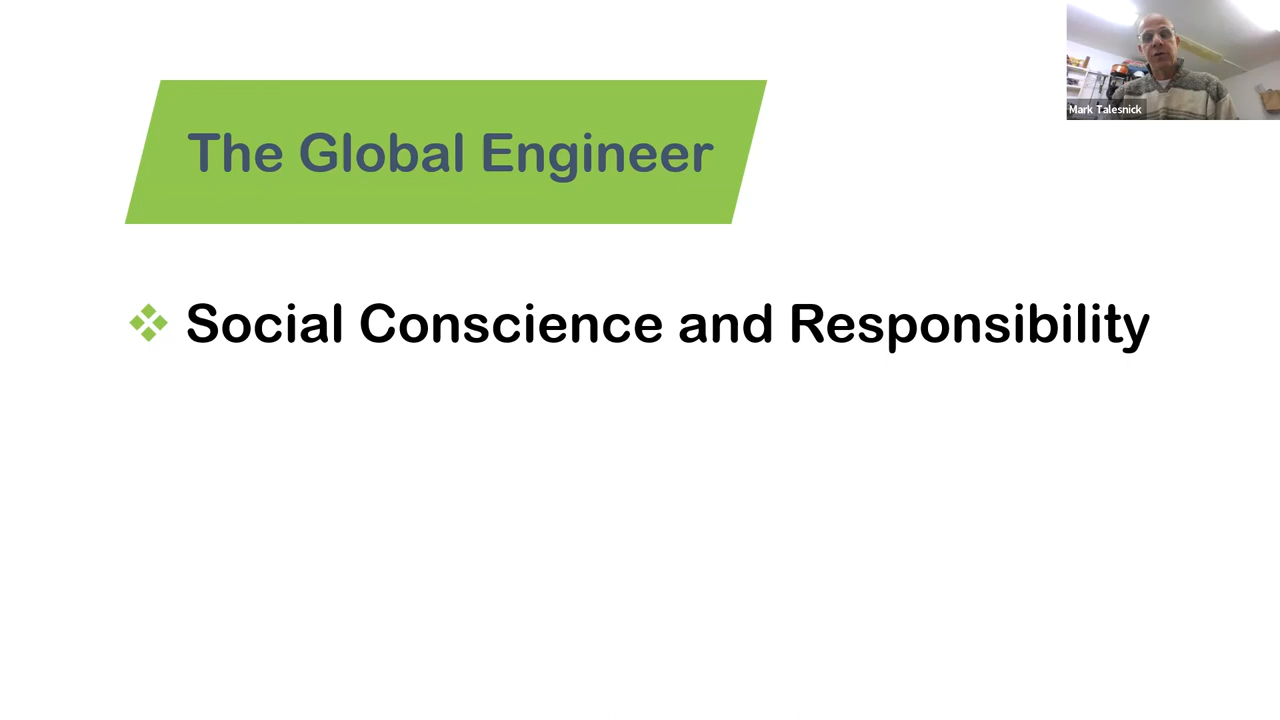 Mark Talesnick
The Global Engineer
Social Conscience and Responsibility